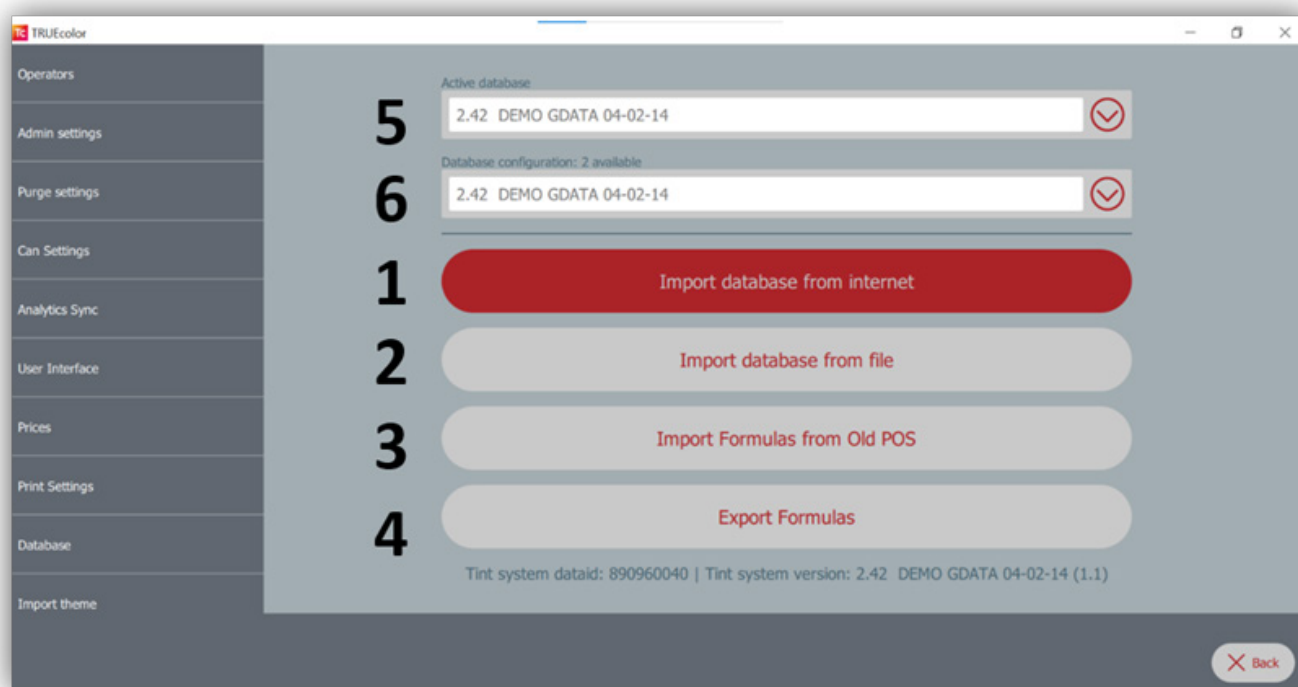 Tc TRUEcolor
Operators
Admin settings
Purge settings
Can Settings
Analytics Sync
User Interface
Prices
Print Settings
Database
Import theme
Active database
5
2.42 DEMO GDATA 04-02-14
Database configuration: 2 available
6
2.42 DEMO GDATA 04-02-14
1
Import database from internet
2
Import database from file
3
Import Formulas from Old POS
4
Export Formulas
Tint system dataid: 890960040 | Tint system version: 2.42 DEMO GDATA 04-02-14 (1.1)
Back